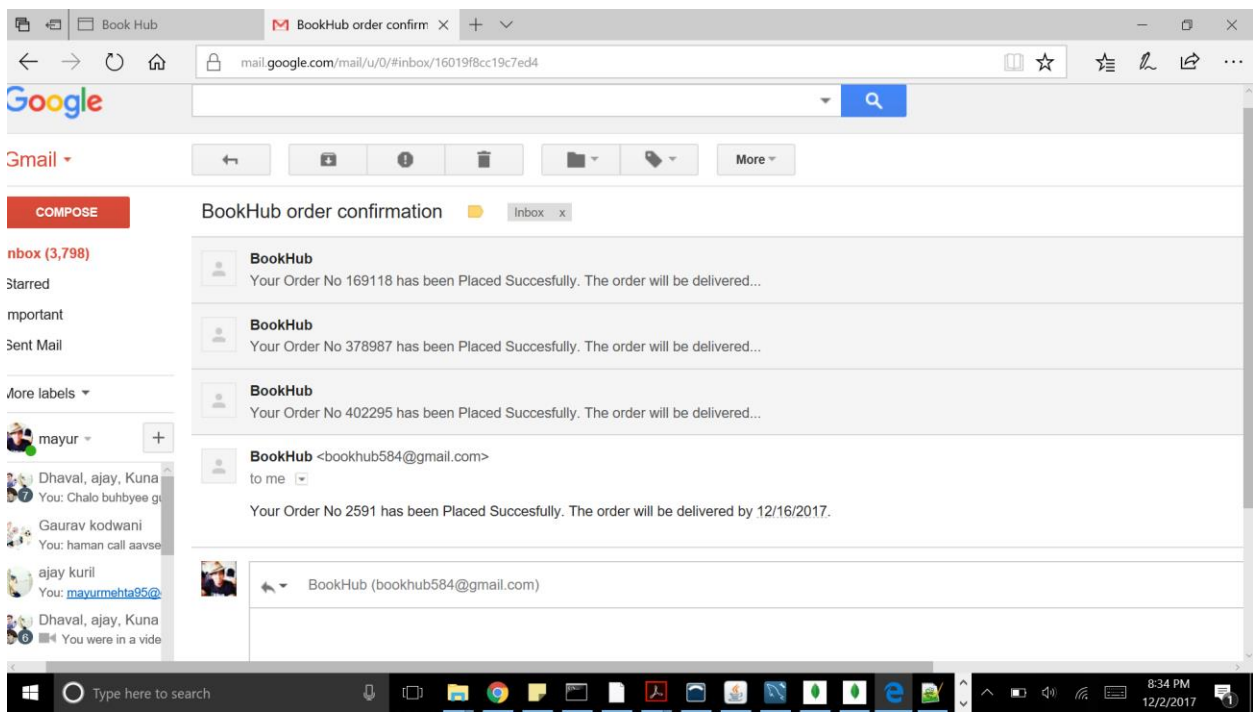 Book Hub
BookHub order confirm
mail.google.com/mail/u/0/#inbox/16019f8cc19c7ed4
Google
Gmail
More
COMPOSE
BookHub order confirmation
Inbox x
nbox (3,798)
Starred
mportant
Sent Mail
More labels
mayur
BookHub
Your Order No 169118 has been Placed Succesfully. The order will be delivered...
BookHub
Your Order No 378987 has been Placed Succesfully. The order will be delivered...
BookHub
Your Order No 402295 has been Placed Succesfully. The order will be delivered...
BookHub <bookhub584@gmail.com>
to me
Your Order No 2591 has been Placed Succesfully. The order will be delivered by 12/16/2017.
BookHub (bookhub584@gmail.com)
Dhaval, ajay, Kuna
7
You: Chalo buhbyee gu
Gaurav kodwani
You: haman call aavse
ajay kuril
You: mayurmehta95@
Dhaval, ajay, Kuna
6
You were in a vide
Type here to search
8:34 PM
12/2/2017
1